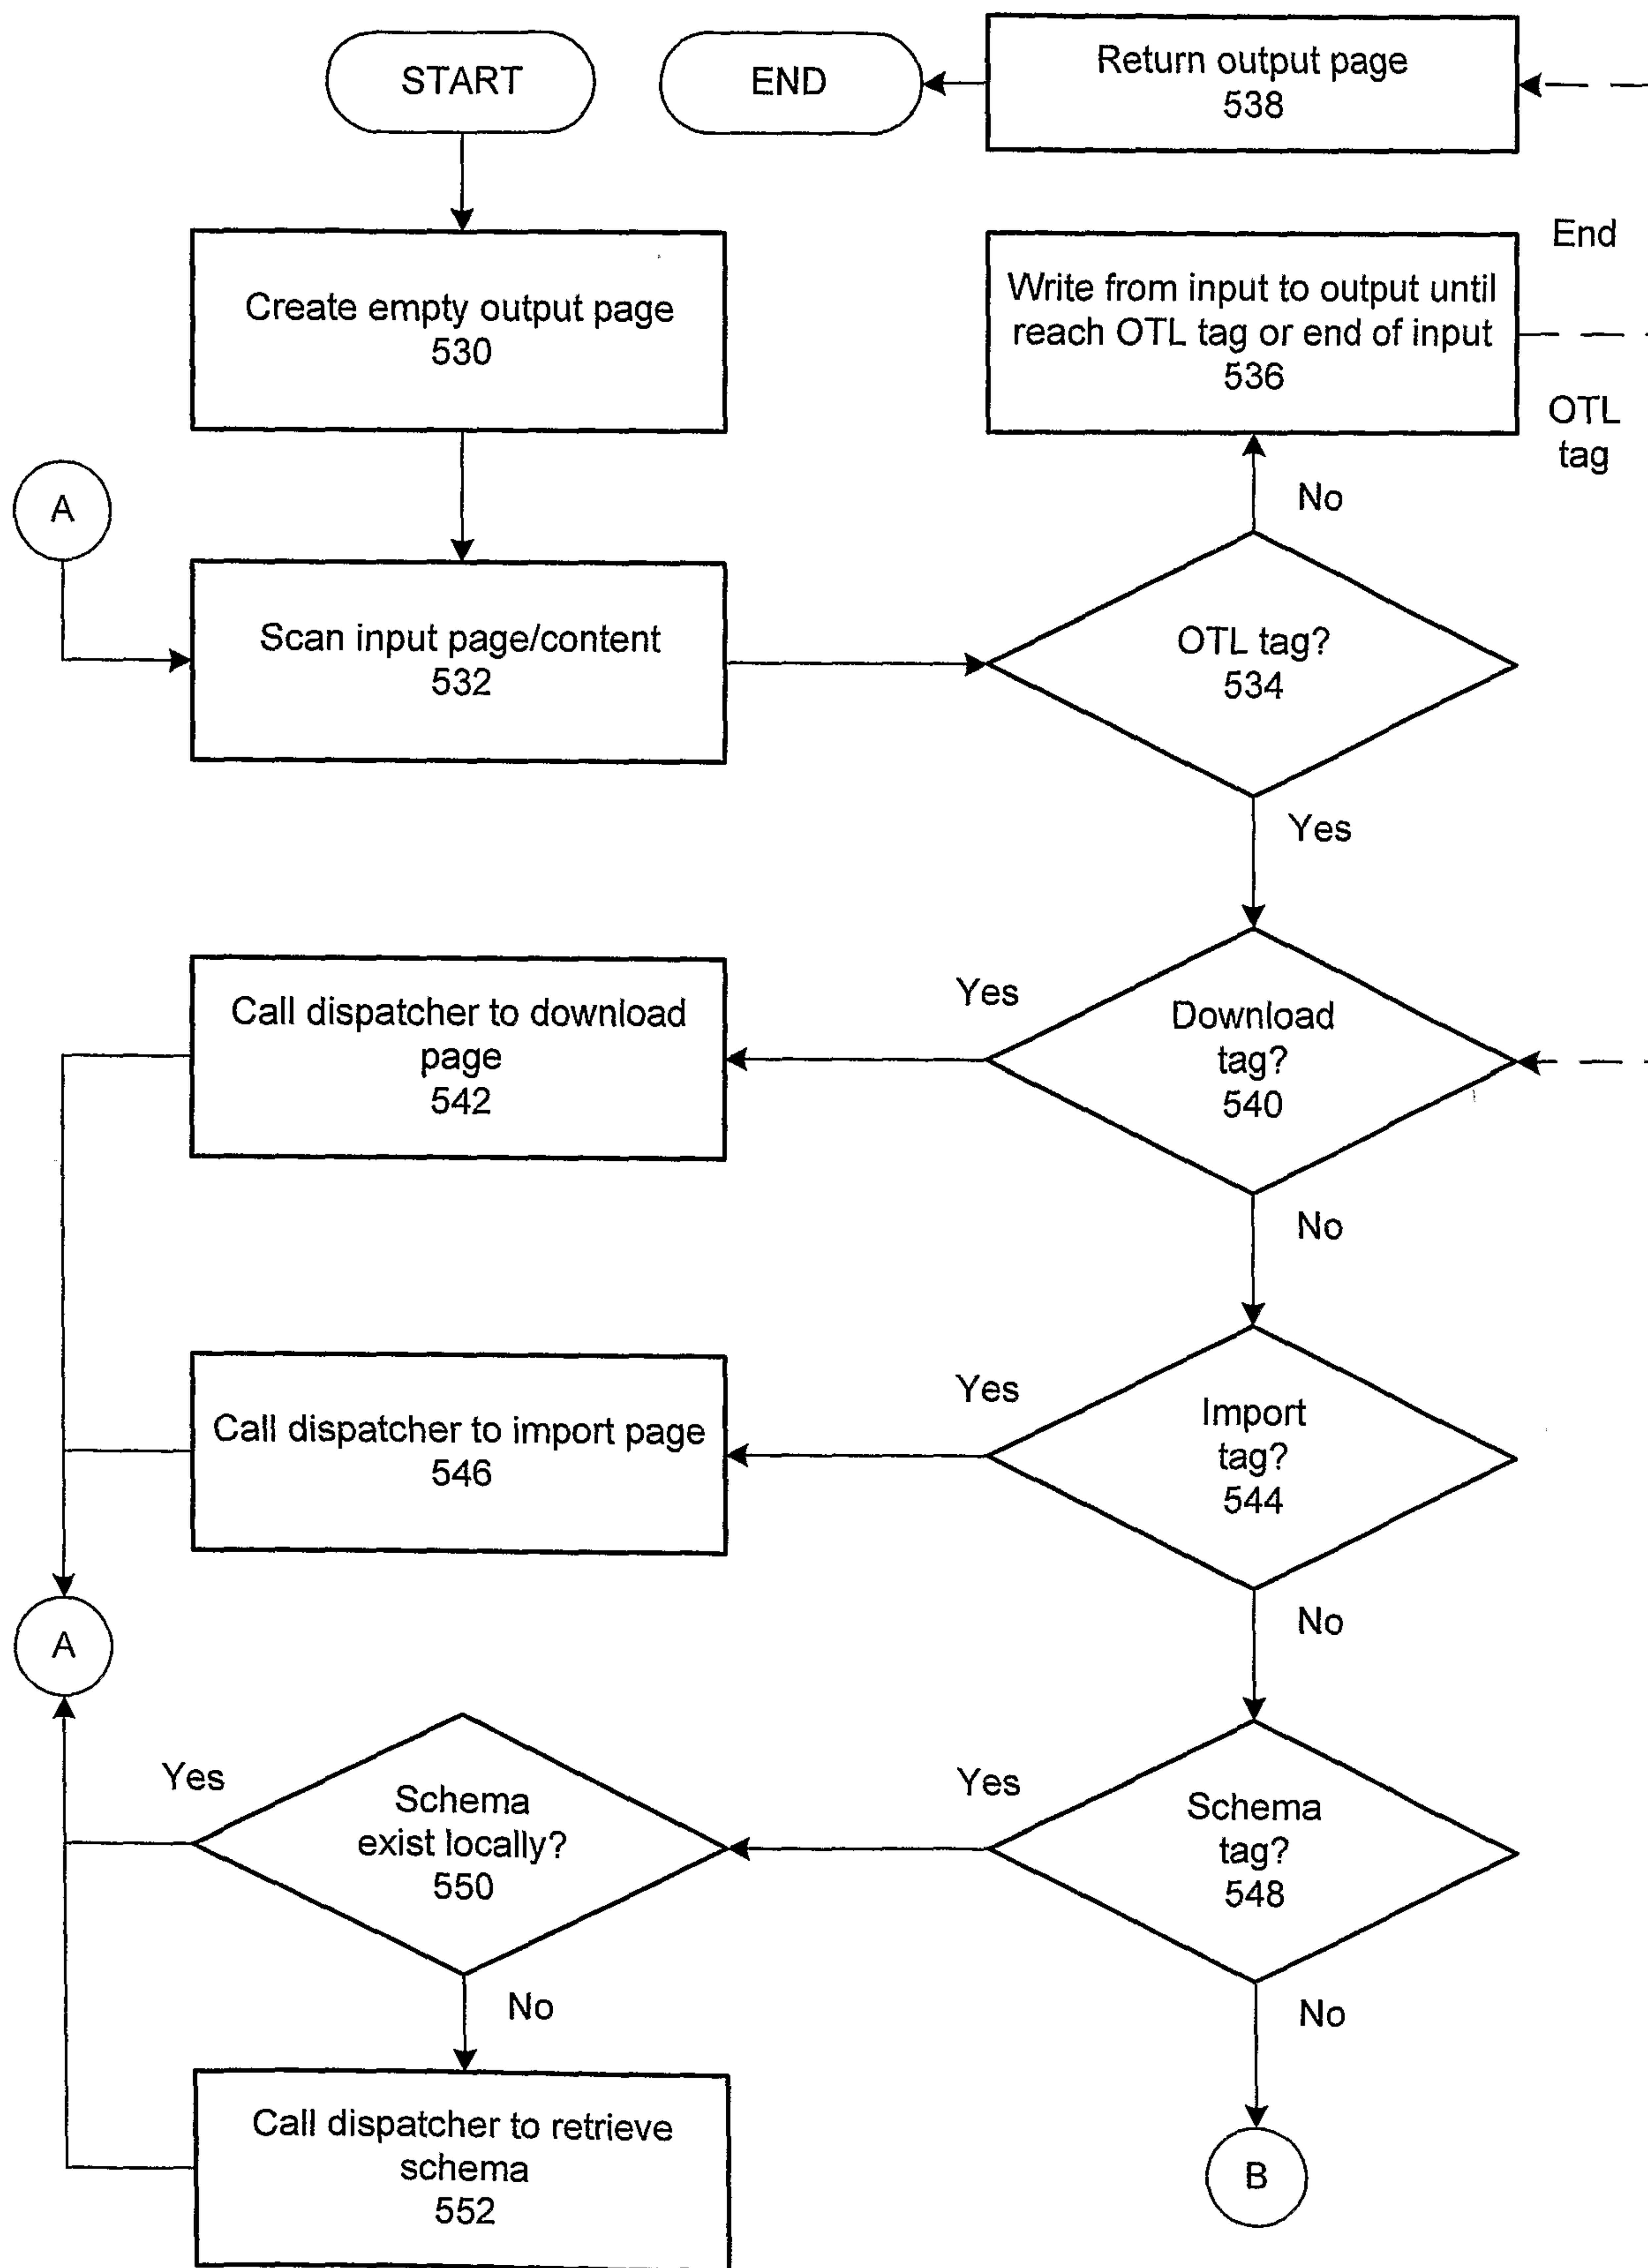 START
END
Return output page
538
Create empty output page
530
Write from input to output until
reach OTL tag or end of input
536
End
OTL
tag
A
No
Scan input page/content
532
OTL tag?
534
Yes
Call dispatcher to download
page
542
Yes
Download
tag?
540
No
Call dispatcher to import page
546
Yes
Import
tag?
544
No
A
Yes
Schema
exist locally?
550
Yes
Schema
tag?
548
No
No
Call dispatcher to retrieve
schema
552
B